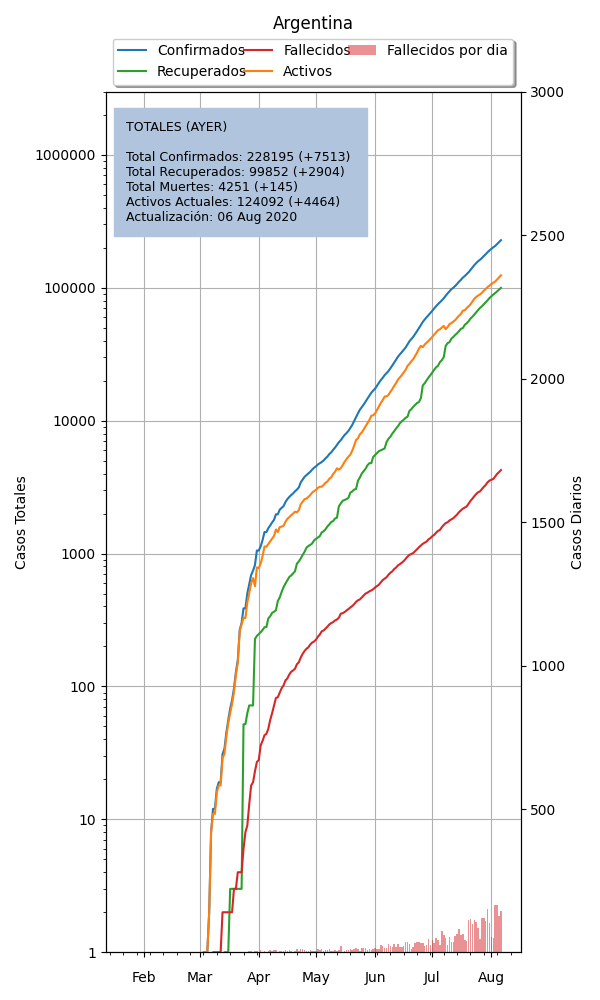 Argentina
Confirmados
Fallecidos
Fallecidos por dia
Recuperados
Activos
TOTALES (AYER)
Total Confirmados: 228195 (+7513)
Total Recuperados: 99852 (+2904)
Total Muertes: 4251 (+145)
Activos Actuales: 124092 (+4464)
Actualización: 06 Aug 2020
Casos Totales
1000000
100000
10000
1000
100
10
1
Casos Diarios
3000
2500
2000
1500
1000
500
Feb
Mar
Apr
May
Jun
Jul
Aug